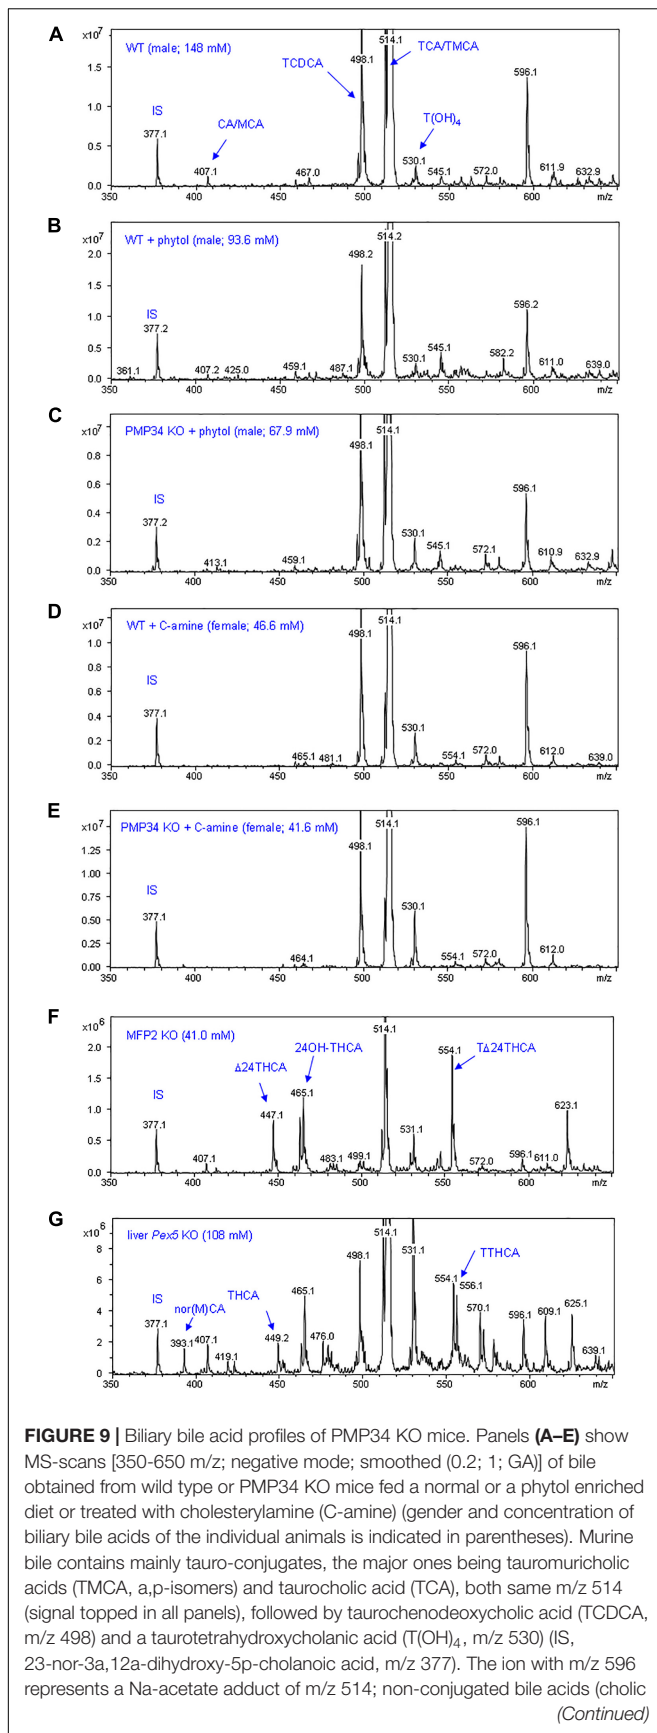 A
x10⁷
WT (male; 148 mM)
514.1
498.1
TCA/TMCA
TCDCA
596.1
1.5
1.0
0.5
0.0
IS
377.1
CA/MCA
407.1
467.0
T(OH)₄
530.1
545.1
572.0
611.9
632.9
350 400 450 500 550 600 m/z
B
x10⁷
WT + phytol (male; 93.6 mM)
514.2
498.2
596.2
2.0
1.5
1.0
0.5
0.0
IS
377.2
361.1
407.2
425.0
459.1
487.1
530.1
545.1
582.2
611.0
639.0
350 400 450 500 550 600 m/z
C
x10⁷
PMP34 KO + phytol (male; 67.9 mM)
514.1
498.1
596.1
0.8
0.6
0.4
0.2
0.0
IS
377.2
413.1
459.1
530.1
545.1
572.1
610.9
632.9
350 400 450 500 550 600 m/z
D
x10⁷
WT + C-amine (female; 46.6 mM)
514.1
498.1
596.1
1.0
0.8
0.6
0.4
0.2
0.0
IS
377.1
465.1
481.1
530.1
554.1
572.0
612.0
639.0
350 400 450 500 550 600 m/z
E
x10⁷
PMP34 KO + C-amine (female; 41.6 mM)
514.1
498.1
596.1
1.25
1.00
0.75
0.50
0.25
0.00
IS
377.1
464.1
530.1
554.1
572.0
612.0
350 400 450 500 550 600 m/z
F
x10⁶
MFP2 KO (41.0 mM)
514.1
24OH-THCA
Δ24THCA
TΔ24THCA
2.0
1.5
1.0
0.5
0.0
IS
377.1
407.1
447.1
465.1
483.1
499.1
531.1
554.1
572.0
596.1
611.0
623.1
350 400 450 500 550 600 m/z
G
x10⁶
liver Pex5 KO (108 mM)
514.1
498.1
531.1
TTHCA
8
6
4
2
0
IS
377.1
nor(M)CA
393.1
407.1
419.1
THCA
449.2
465.1
476.0
554.1
556.1
570.1
596.1
609.1
625.1
639.1
350 400 450 500 550 600 m/z
FIGURE 9 | Biliary bile acid profiles of PMP34 KO mice. Panels (A–E) show
MS-scans [350-650 m/z; negative mode; smoothed (0.2; 1; GA)] of bile
obtained from wild type or PMP34 KO mice fed a normal or a phytol enriched
diet or treated with cholesterylamine (C-amine) (gender and concentration of
biliary bile acids of the individual animals is indicated in parentheses). Murine
bile contains mainly tauro-conjugates, the major ones being tauromuricholic
acids (TMCA, a,p-isomers) and taurocholic acid (TCA), both same m/z 514
(signal topped in all panels), followed by taurochenodeoxycholic acid (TCDCA,
m/z 498) and a taurotetrahydroxycholanic acid (T(OH)₄, m/z 530) (IS,
23-nor-3a,12a-dihydroxy-5p-cholanoic acid, m/z 377). The ion with m/z 596
represents a Na-acetate adduct of m/z 514; non-conjugated bile acids (cholic
(Continued)